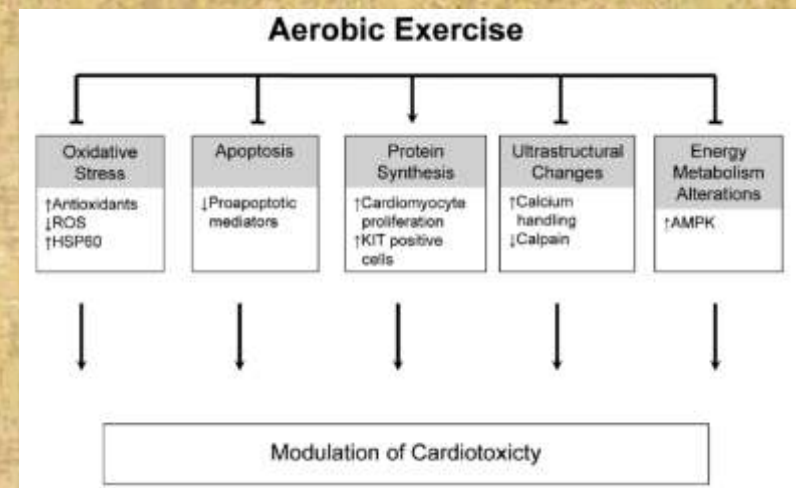 Aerobic Exercise
Oxidative
Stress
↑Antioxidants
↓ROS
↑HSP60
Apoptosis
↓Proapoptotic
mediators
Protein
Synthesis
↑Cardiomyocyte
proliferation
↑KIT positive
cells
Ultrastructural
Changes
↑Calcium
handling
↓Calpain
Energy
Metabolism
Alterations
↑AMPK
Modulation of Cardiotoxicty